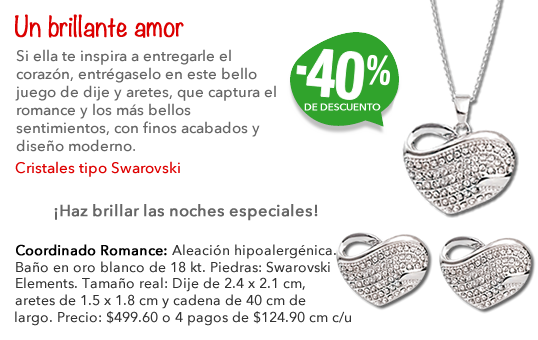 Un brillante amor
Si ella te inspira a entregarle el
corazón, entrégaselo en este bello
juego de dije y aretes, que captura el
romance y los más bellos
sentimientos, con finos acabados y
diseño moderno.
Cristales tipo Swarovski
-40%
DE DESCUENTO
¡Haz brillar las noches especiales!
Coordinado Romance: Aleación hipoalergénica.
Baño en oro blanco de 18 kt. Piedras: Swarovski
Elements. Tamaño real: Dije de 2.4 x 2.1 cm,
aretes de 1.5 x 1.8 cm y cadena de 40 cm de
largo. Precio: $499.60 o 4 pagos de $124.90 cm c/u